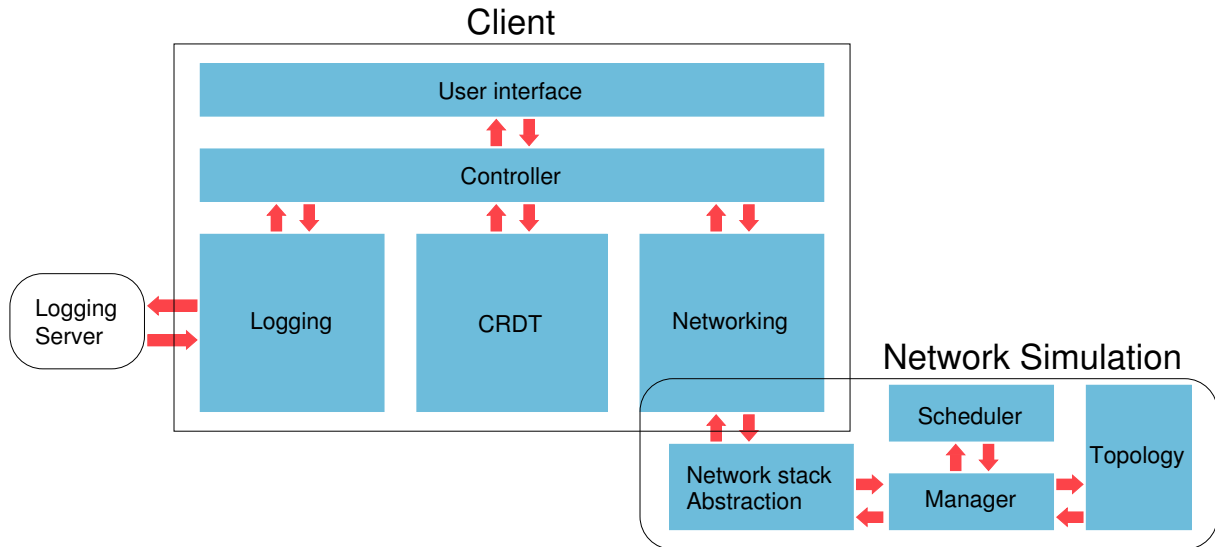 Client
User interface
Controller
Logging
Server
Logging
CRDT
Networking
Network Simulation
Scheduler
Topology
Network stack
Abstraction
Manager